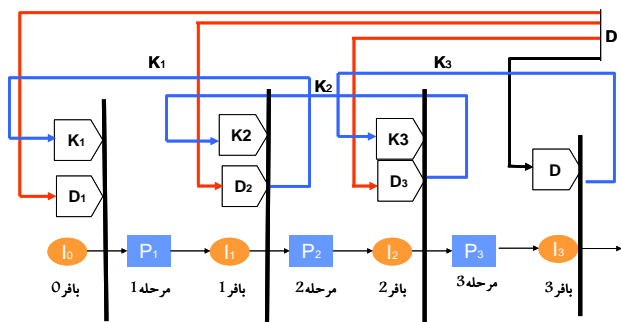 D
K1
K3
K2
K1
K2
K3
D
D1
D2
D3
I0
P1
I1
P2
I2
P3
I3
بافر0
مرحله1
بافر1
مرحله2
بافر2
مرحله3
بافر3